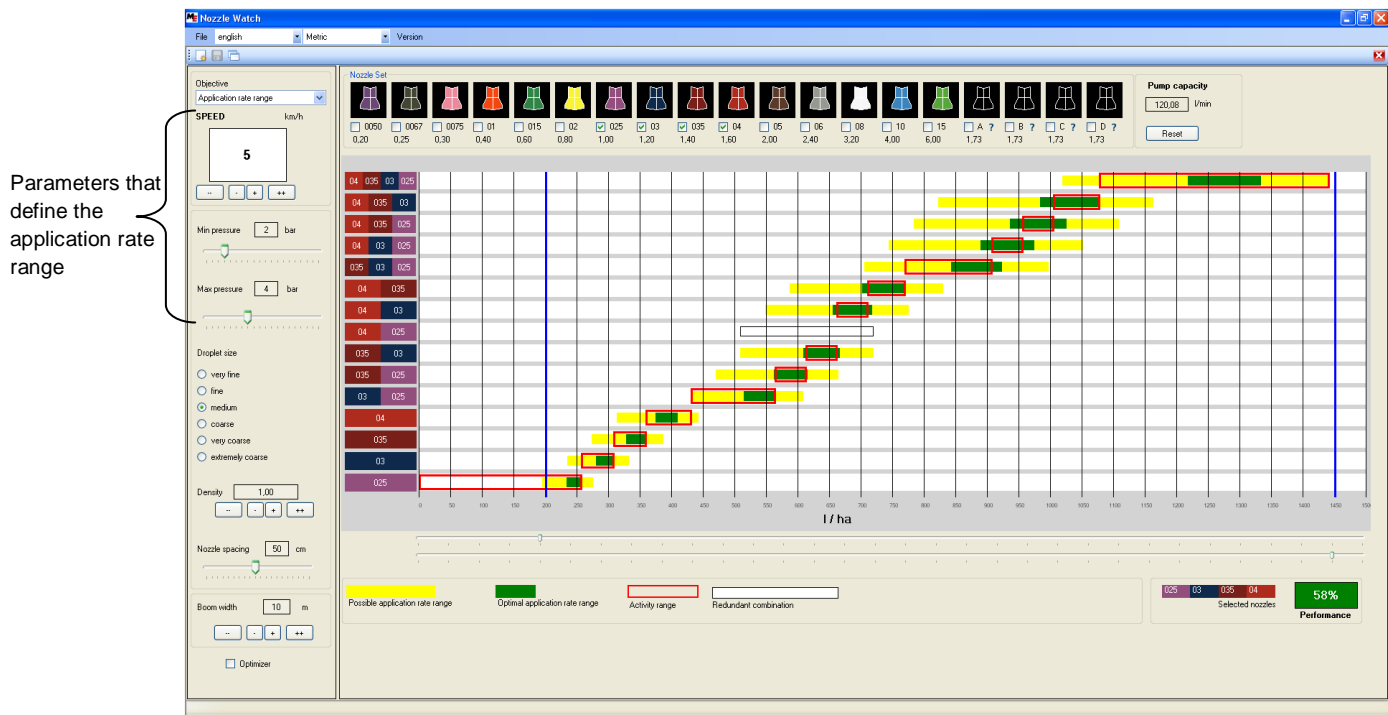 Nozzle Watch
File english Metric Version
Parameters that
define the
application rate
range
Objective
Application rate range
SPEED km/h
5
-- - + ++
Min pressure 2 bar
Max pressure 4 bar
Droplet size
very fine
fine
medium
coarse
very coarse
extremely coarse
Density 1,00
-- - + ++
Nozzle spacing 50 cm
Boom width 10 m
-- - + ++
Optimizer
Nozzle Set
0050 0067 0075 01 015 02 025 03 035 04 05 06 08 10 15 A ? B ? C ? D ?
0,20 0,25 0,30 0,40 0,60 0,80 1,00 1,20 1,40 1,60 2,00 2,40 3,20 4,00 6,00 1,73 1,73 1,73 1,73
Pump capacity
120,08 l/min
Reset
04 035 03 025
04 035 03
04 035 025
04 03 025
035 03 025
04 035
04 03
04 025
035 03
035 025
03 025
04
035
03
025
0 50 100 150 200 250 300 350 400 450 500 550 600 650 700 750 800 850 900 950 1000 1050 1100 1150 1200 1250 1300 1350 1400 1450 150
l / ha
Possible application rate range
Optimal application rate range
Activity range
Redundant combination
025 03 035 04
Selected nozzles
58%
Performance